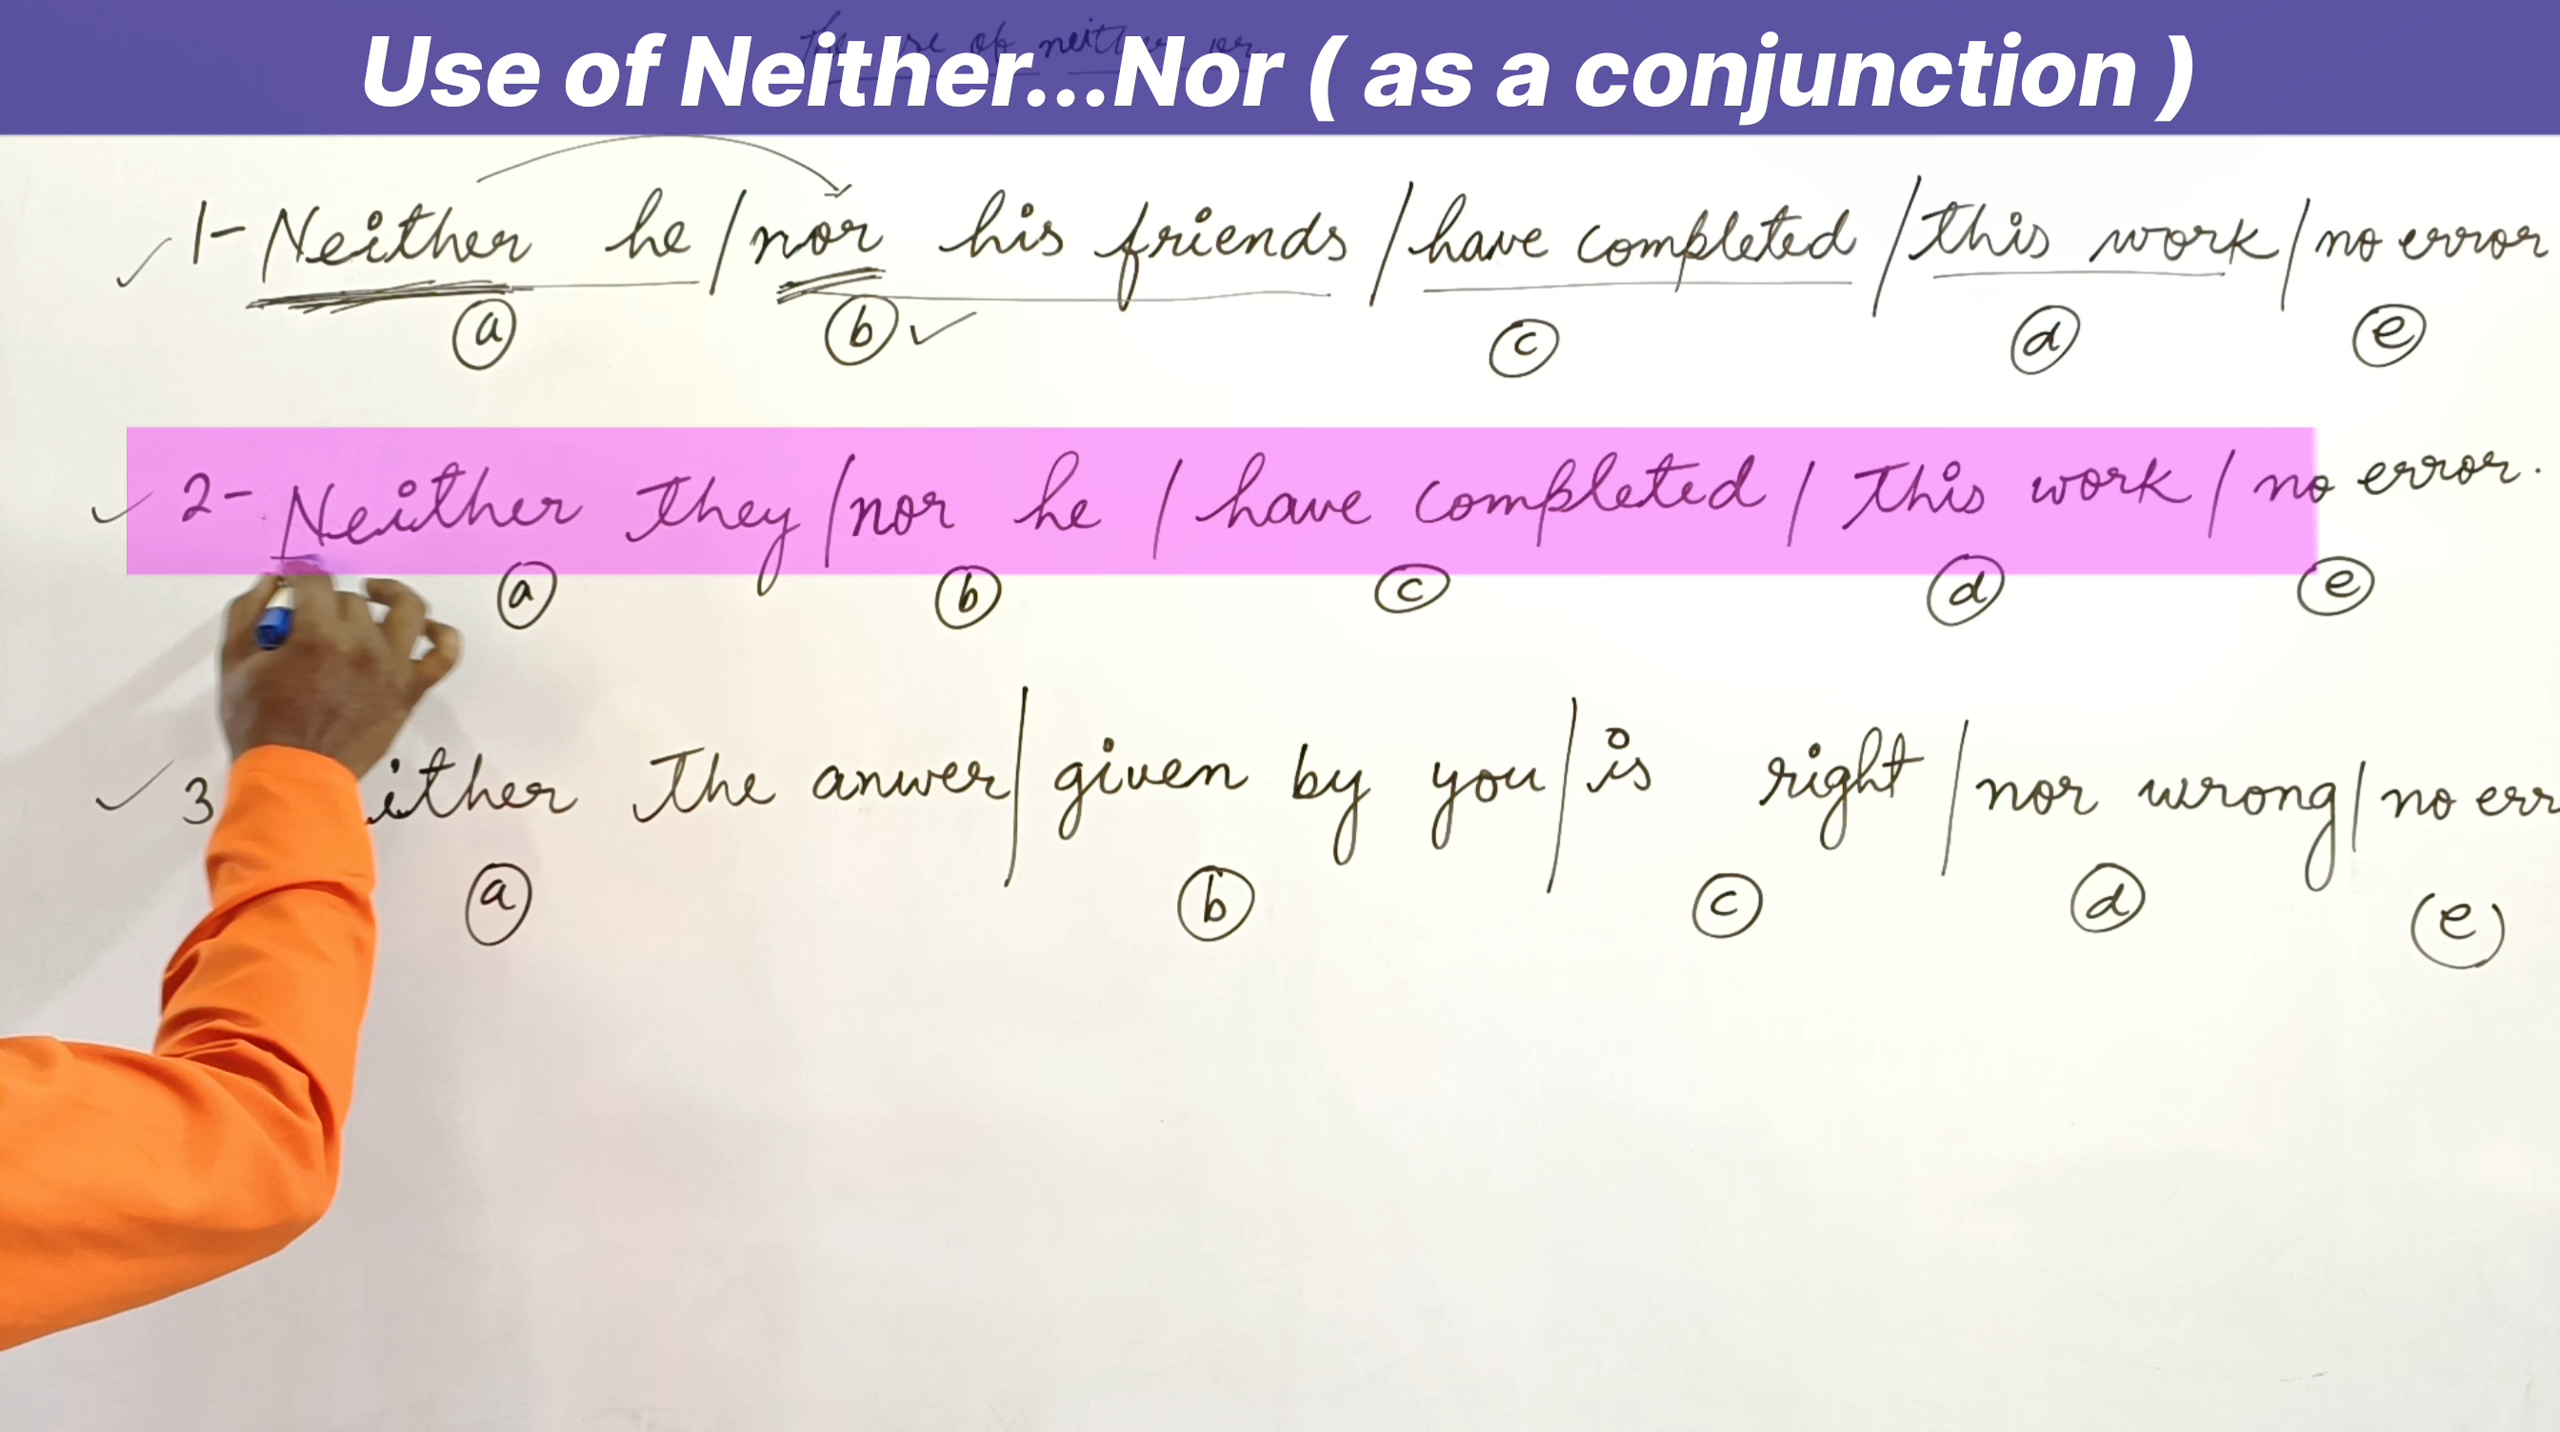 Use of Neither...Nor ( as a conjunction )
1- Neither he / nor his friends / have completed / this work / no error
a b c d e
2- Neither they / nor he / have completed / this work / no error.
a b c d e
3 ither the anwer / given by you / is right / nor wrong / no err
a b c d (e)